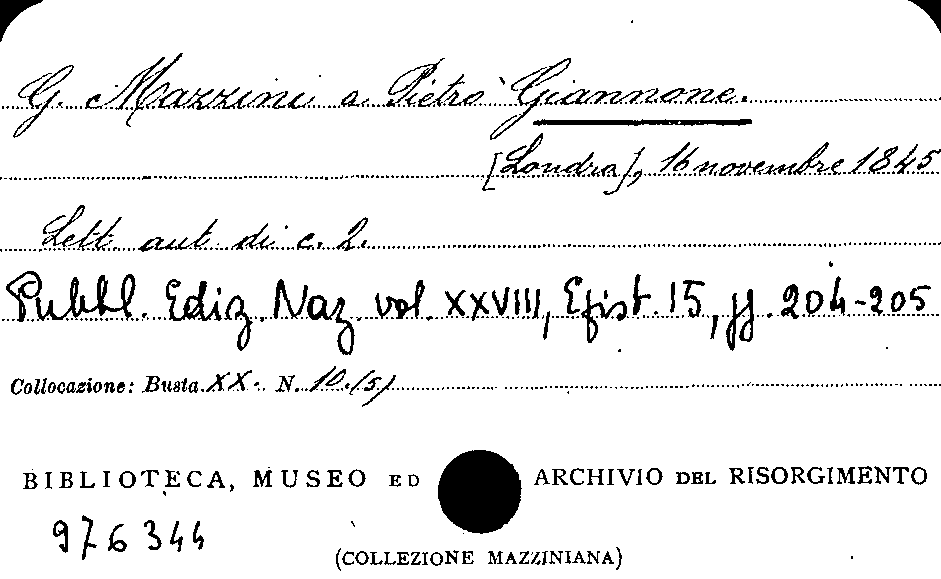 G. Mazzini a Pietro Giannone.
[Londra], 16 novembre 1845
Lett. aut. di c. 2.
Pubbl. Ediz. Naz. vol. XXVIII, Epist. 15, pp. 204-205
Collocazione: Busta XX. N. 10.(5)
BIBLIOTECA, MUSEO ED ARCHIVIO DEL RISORGIMENTO
976344
(COLLEZIONE MAZZINIANA)